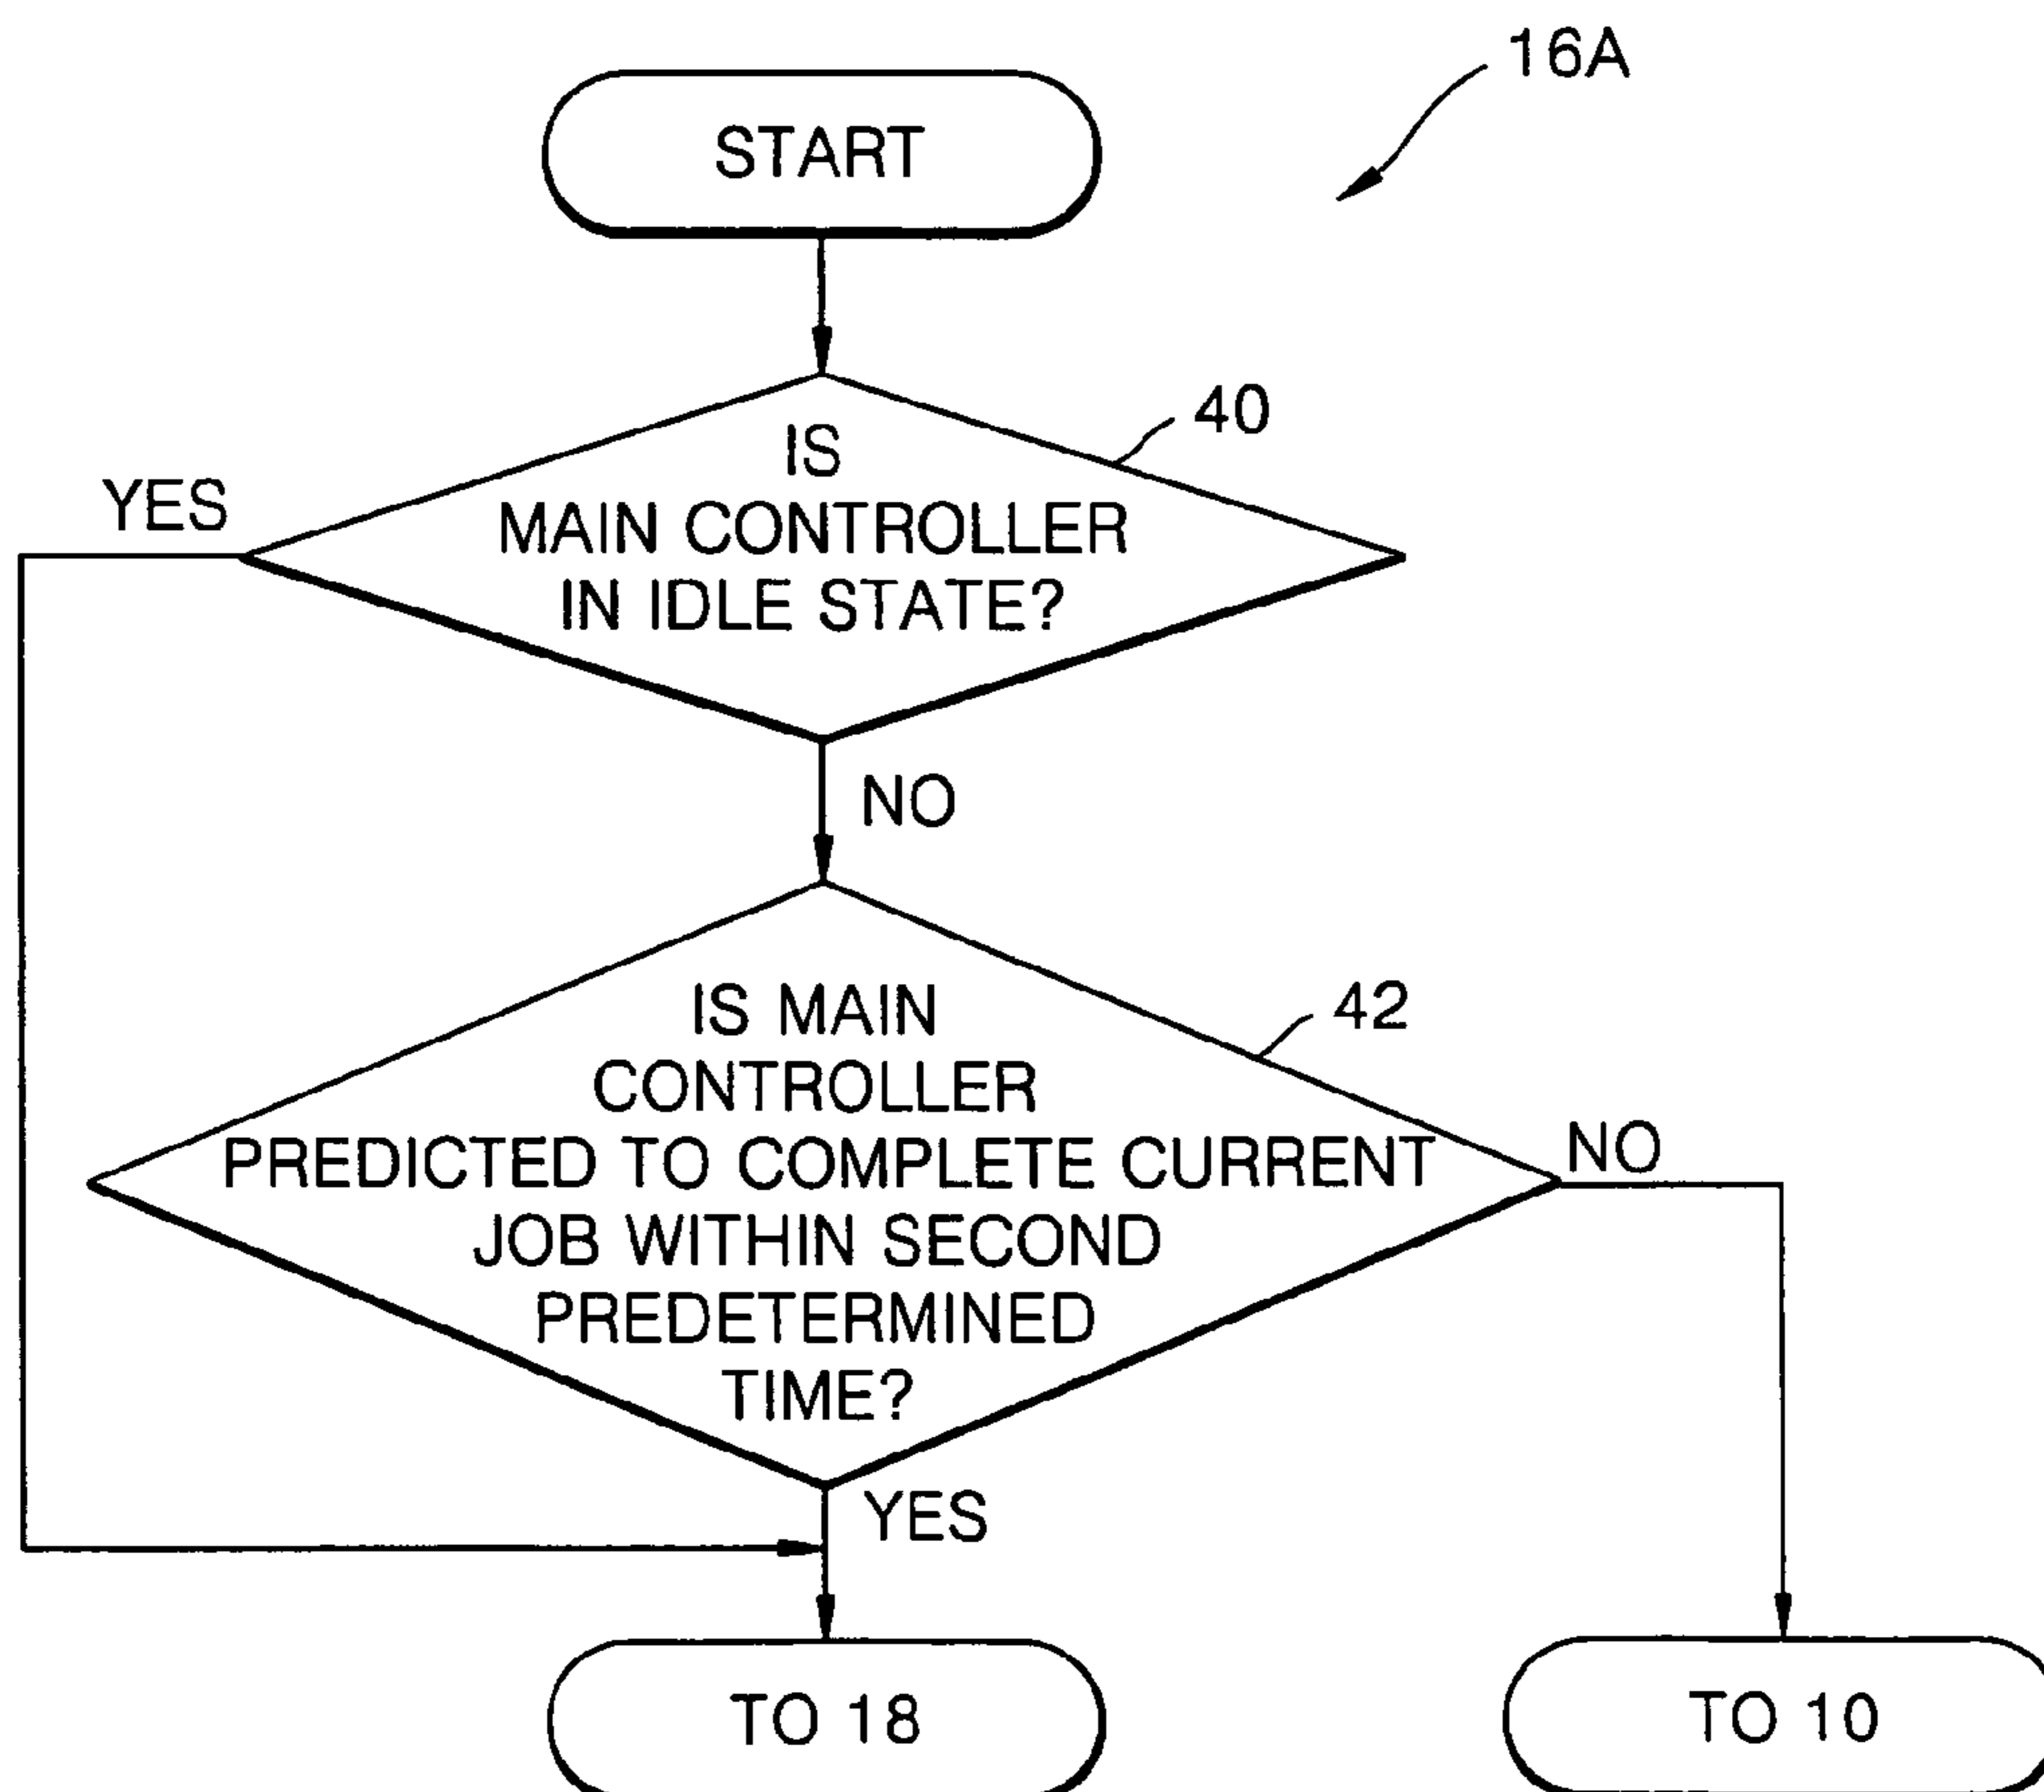 16A
START
40
IS
MAIN CONTROLLER
IN IDLE STATE?
YES
NO
42
IS MAIN
CONTROLLER
PREDICTED TO COMPLETE CURRENT
JOB WITHIN SECOND
PREDETERMINED
TIME?
NO
YES
TO 18
TO 10